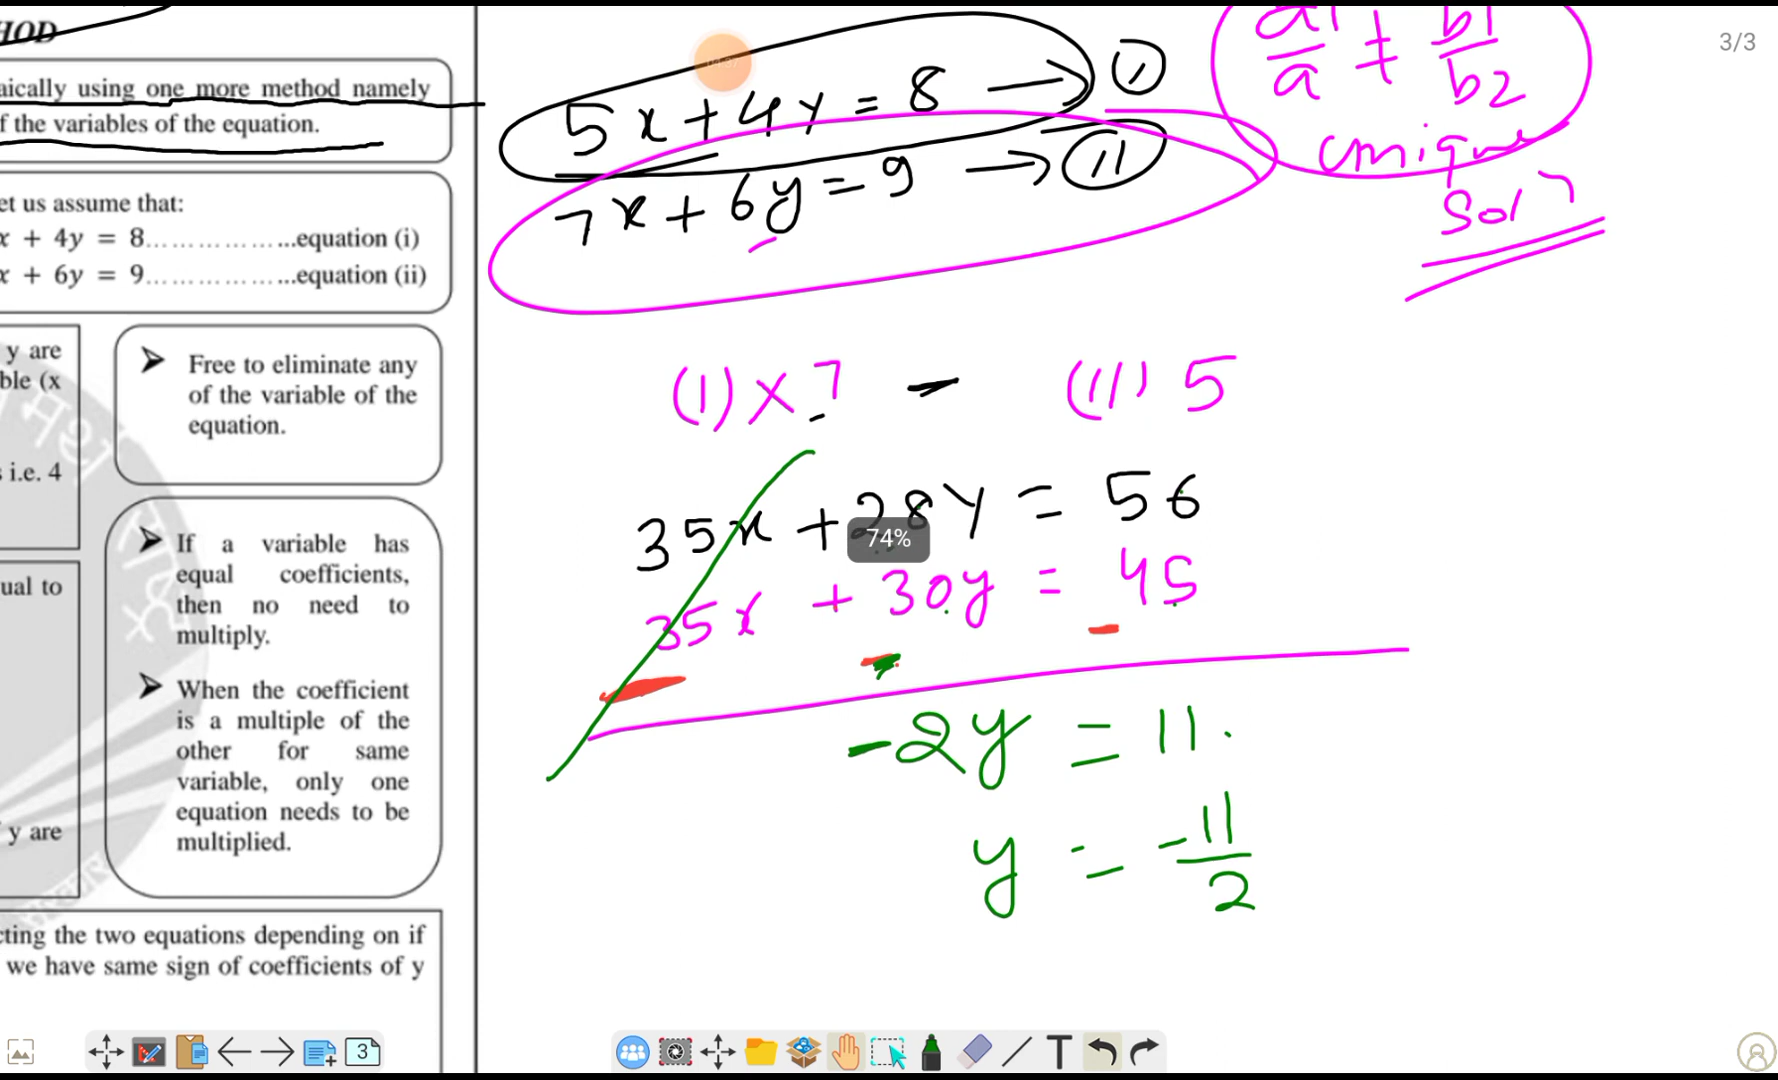 HOD
aically using one more method namely
f the variables of the equation.
et us assume that:
x + 4y = 8..................equation (i)
x + 6y = 9..................equation (ii)
y are
ble (x
i.e. 4
ual to
y are
➤ Free to eliminate any
of the variable of the
equation.
➤ If a variable has
equal coefficients,
then no need to
multiply.
➤ When the coefficient
is a multiple of the
other for same
variable, only one
equation needs to be
multiplied.
cting the two equations depending on if
we have same sign of coefficients of y
5x + 4y = 8 → (1)
7x + 6y = 9 → (11)
a1/a ≠ b1/b2
Sol
3/3
(1) x 7 - (11) 5
35x + 28y = 56
74%
35x + 30y = 45
-2y = 11.
y = -11/2
3
T